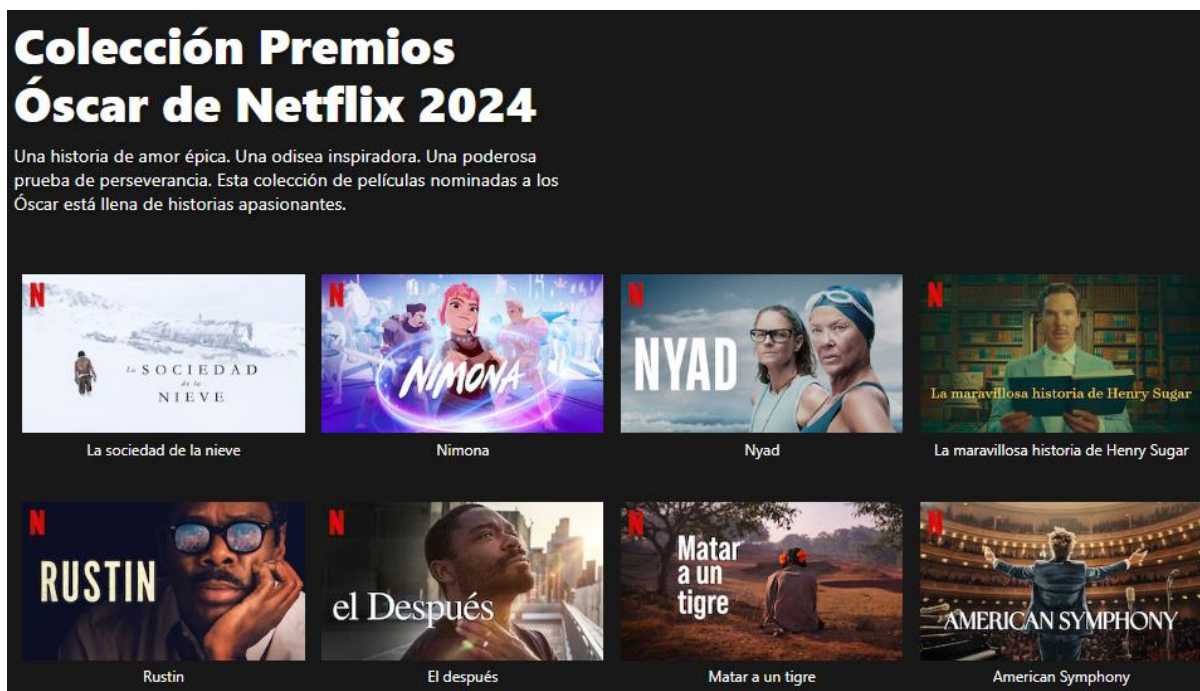 Colección Premios
Óscar de Netflix 2024
Una historia de amor épica. Una odisea inspiradora. Una poderosa
prueba de perseverancia. Esta colección de películas nominadas a los
Óscar está llena de historias apasionantes.
N
La SOCIEDAD
de la
NIEVE
N
NIMONA
N
NYAD
N
La maravillosa historia de Henry Sugar
La sociedad de la nieve
Nimona
Nyad
La maravillosa historia de Henry Sugar
N
RUSTIN
N
el Después
N
Matar
a un
tigre
N
AMERICAN SYMPHONY
Rustin
El después
Matar a un tigre
American Symphony